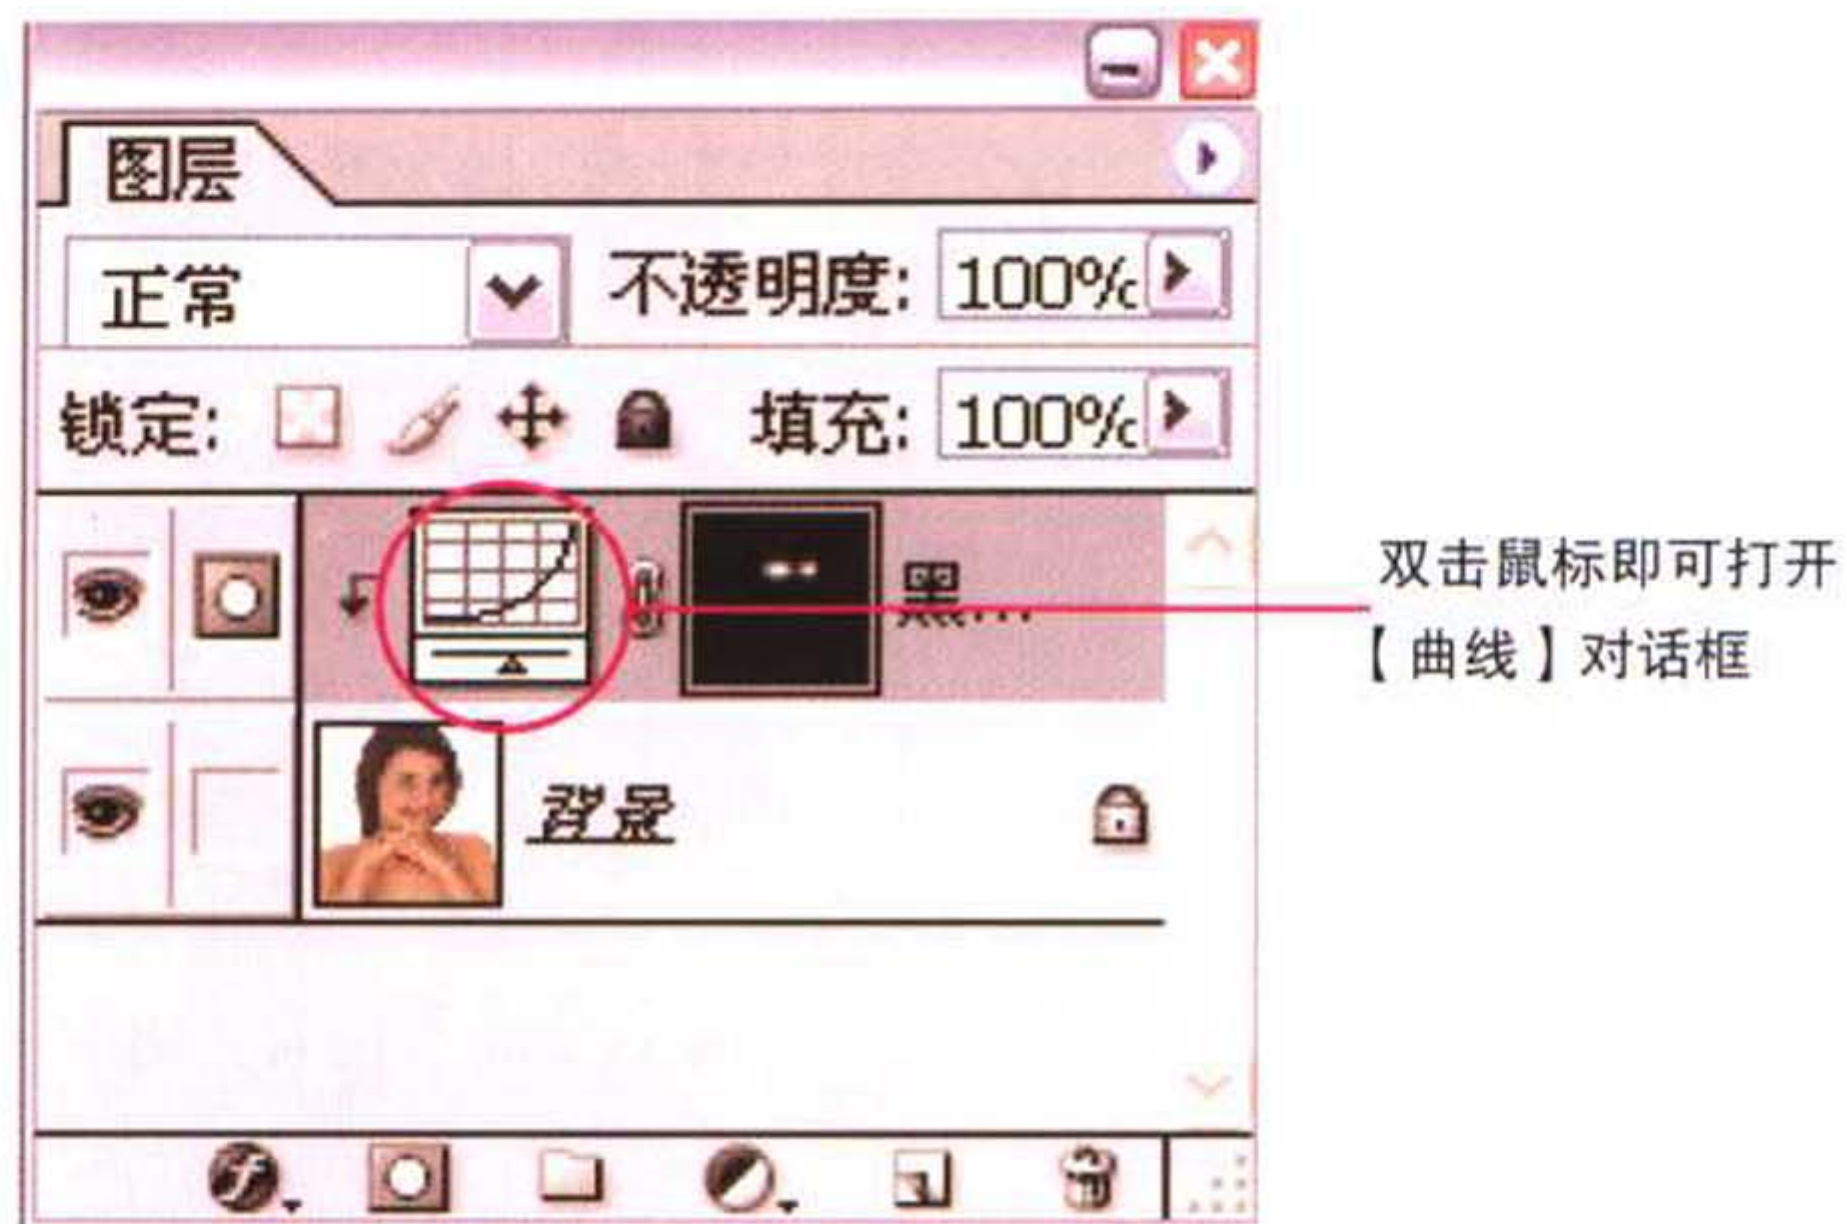 图层
正常 不透明度: 100%
锁定: 填充: 100%
黑...
背景
双击鼠标即可打开
【曲线】对话框